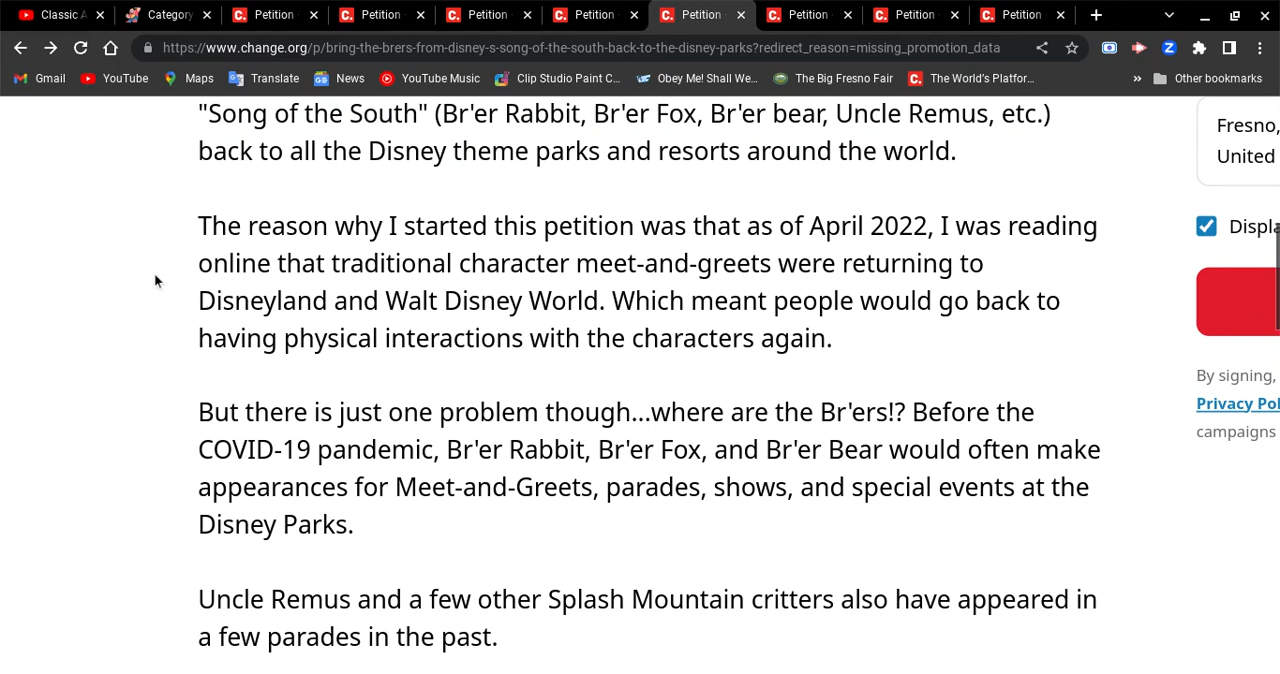 Classic A
Category
Petition
Petition
Petition
Petition
Petition
Petition
Petition
Petition
https://www.change.org/p/bring-the-brers-from-disney-s-song-of-the-south-back-to-the-disney-parks?redirect_reason=missing_promotion_data
Gmail
YouTube
Maps
Translate
News
YouTube Music
Clip Studio Paint C...
Obey Me! Shall We...
The Big Fresno Fair
The World's Platfor...
Other bookmarks
"Song of the South" (Br'er Rabbit, Br'er Fox, Br'er bear, Uncle Remus, etc.)
back to all the Disney theme parks and resorts around the world.
The reason why I started this petition was that as of April 2022, I was reading
online that traditional character meet-and-greets were returning to
Disneyland and Walt Disney World. Which meant people would go back to
having physical interactions with the characters again.
But there is just one problem though...where are the Br'ers!? Before the
COVID-19 pandemic, Br'er Rabbit, Br'er Fox, and Br'er Bear would often make
appearances for Meet-and-Greets, parades, shows, and special events at the
Disney Parks.
Uncle Remus and a few other Splash Mountain critters also have appeared in
a few parades in the past.
Fresno,
United
Displa
By signing,
Privacy Pol
campaigns